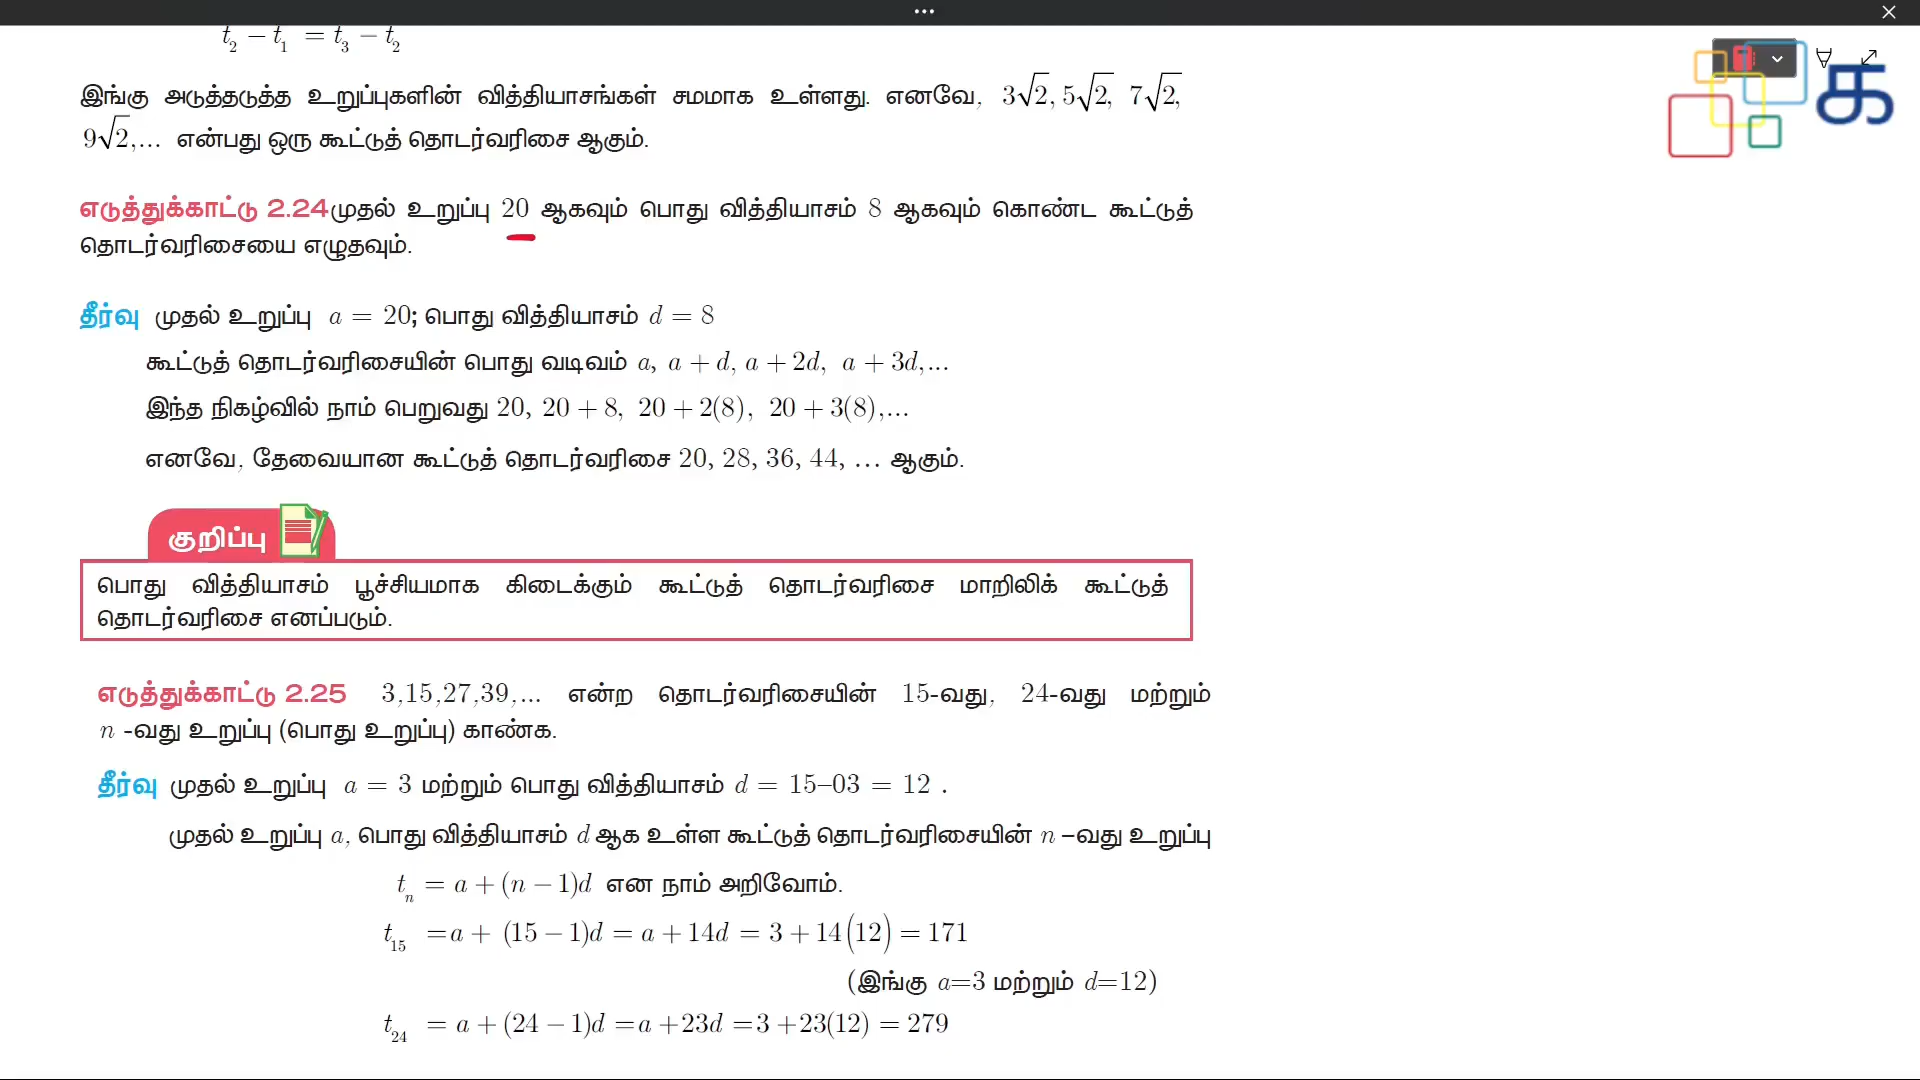 t₂ − t₁ = t₃ − t₂
இங்கு அடுத்தடுத்த உறுப்புகளின் வித்தியாசங்கள் சமமாக உள்ளது. எனவே, 3√2, 5√2, 7√2,
9√2,... என்பது ஒரு கூட்டுத் தொடர்வரிசை ஆகும்.
எடுத்துக்காட்டு 2.24 முதல் உறுப்பு 20 ஆகவும் பொது வித்தியாசம் 8 ஆகவும் கொண்ட கூட்டுத்
தொடர்வரிசையை எழுதவும்.
தீர்வு முதல் உறுப்பு a = 20; பொது வித்தியாசம் d = 8
கூட்டுத் தொடர்வரிசையின் பொது வடிவம் a, a + d, a + 2d, a + 3d,...
இந்த நிகழ்வில் நாம் பெறுவது 20, 20 + 8, 20 + 2(8), 20 + 3(8),...
எனவே, தேவையான கூட்டுத் தொடர்வரிசை 20, 28, 36, 44, ... ஆகும்.
குறிப்பு
பொது வித்தியாசம் பூச்சியமாக கிடைக்கும் கூட்டுத் தொடர்வரிசை மாறிலிக் கூட்டுத்
தொடர்வரிசை எனப்படும்.
எடுத்துக்காட்டு 2.25 3,15,27,39,... என்ற தொடர்வரிசையின் 15-வது, 24-வது மற்றும்
n -வது உறுப்பு (பொது உறுப்பு) காண்க.
தீர்வு முதல் உறுப்பு a = 3 மற்றும் பொது வித்தியாசம் d = 15–03 = 12 .
முதல் உறுப்பு a, பொது வித்தியாசம் d ஆக உள்ள கூட்டுத் தொடர்வரிசையின் n –வது உறுப்பு
tₙ = a + (n − 1)d என நாம் அறிவோம்.
t₁₅ =a + (15 − 1)d = a + 14d = 3 + 14(12) = 171
(இங்கு a=3 மற்றும் d=12)
t₂₄ = a + (24 − 1)d =a +23d =3 +23(12) = 279
க